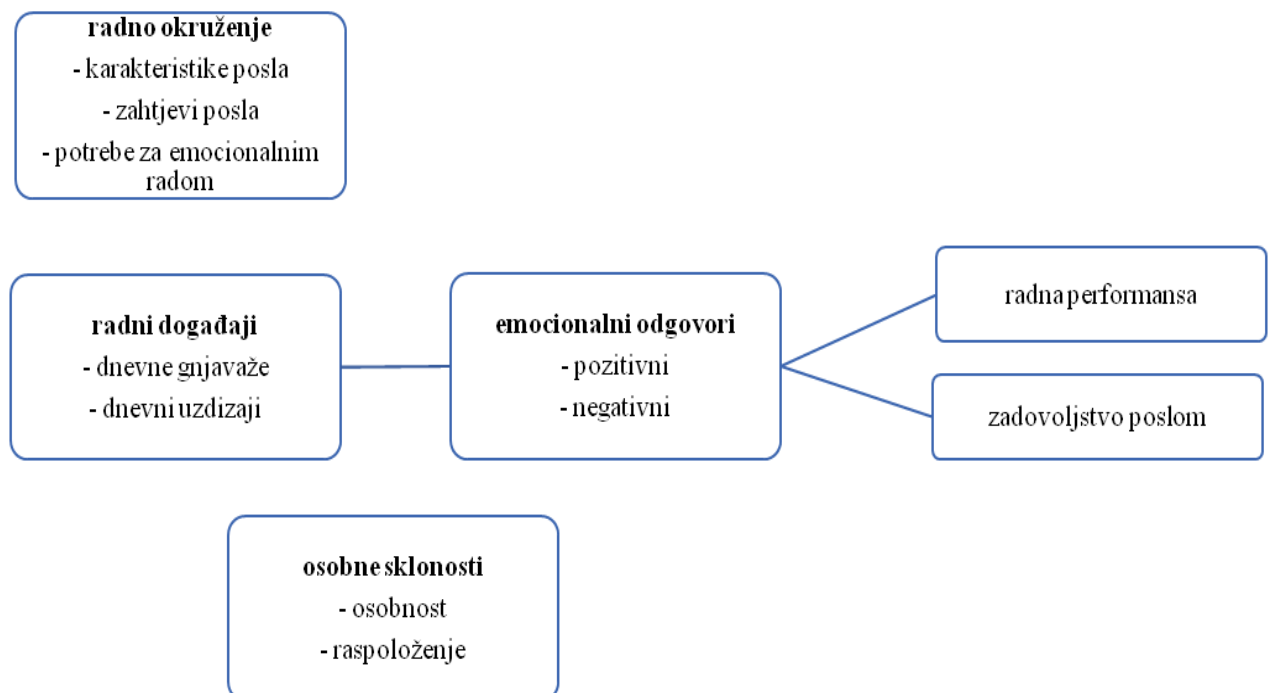 radno okruženje
- karakteristike posla
- zahtjevi posla
- potrebe za emocionalnim
radom
radni događaji
- dnevne gnjavaže
- dnevni uzdizaji
emocionalni odgovori
- pozitivni
- negativni
radna performansa
zadovoljstvo poslom
osobne sklonosti
- osobnost
- raspoloženje